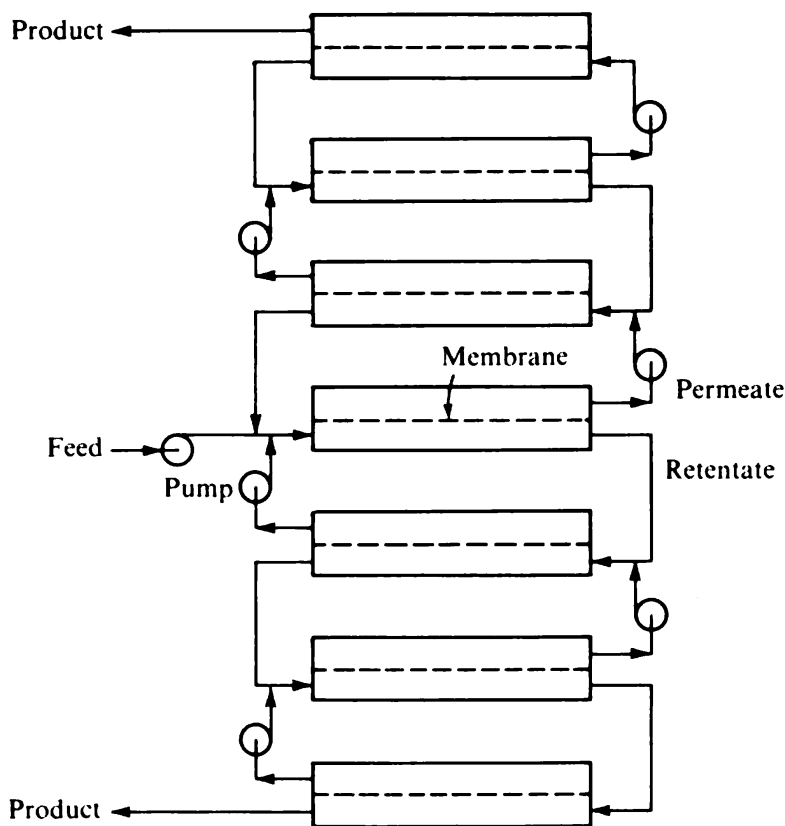 Product
Membrane
Permeate
Feed
Retentate
Pump
Product